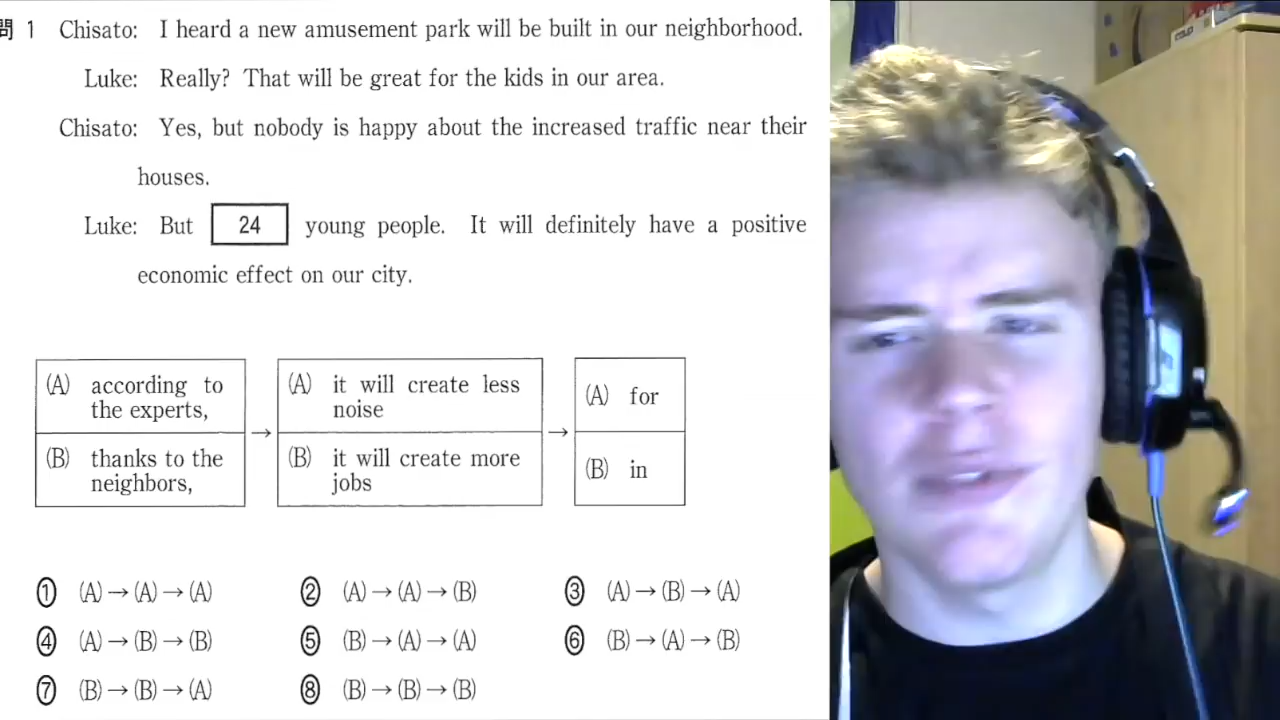 問 1 Chisato: I heard a new amusement park will be built in our neighborhood.
Luke: Really? That will be great for the kids in our area.
Chisato: Yes, but nobody is happy about the increased traffic near their
houses.
Luke: But 24 young people. It will definitely have a positive
economic effect on our city.
(A) according to
the experts,
(B) thanks to the
neighbors,
→
(A) it will create less
noise
(B) it will create more
jobs
→
(A) for
(B) in
① (A)→(A)→(A) ② (A)→(A)→(B) ③ (A)→(B)→(A)
④ (A)→(B)→(B) ⑤ (B)→(A)→(A) ⑥ (B)→(A)→(B)
⑦ (B)→(B)→(A) ⑧ (B)→(B)→(B)